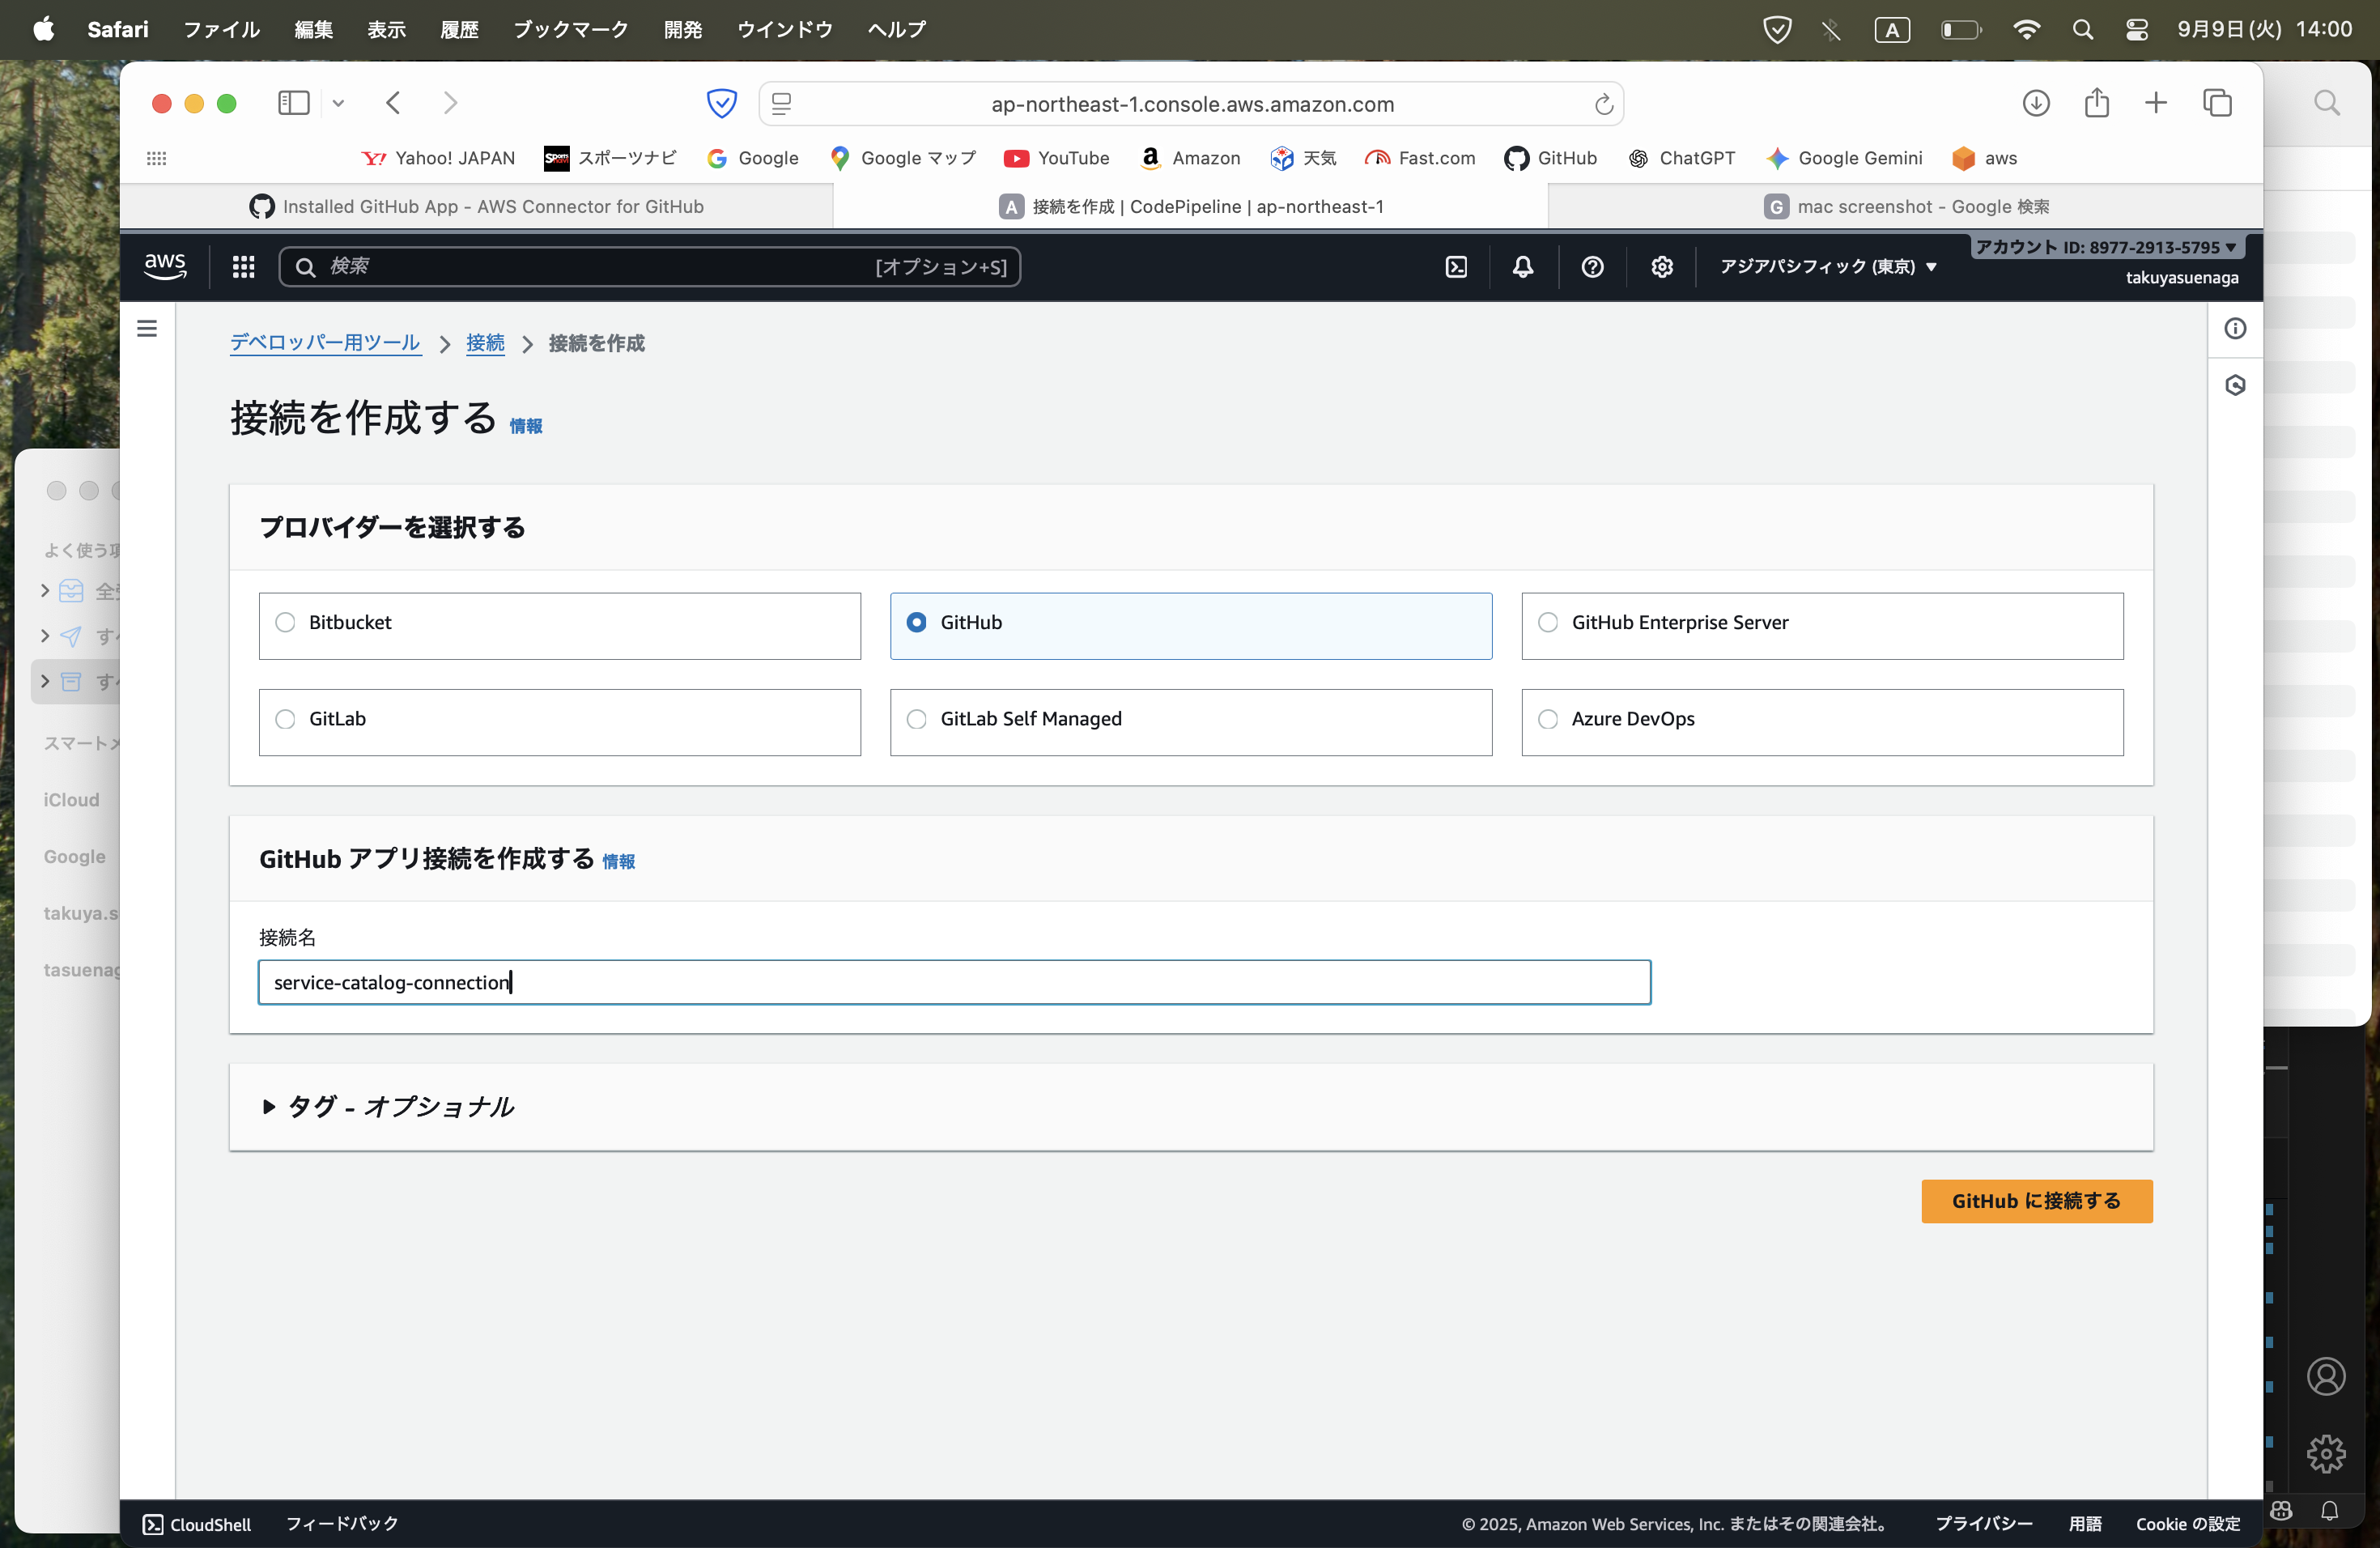 Safari ファイル 編集 表示 履歴 ブックマーク 開発 ウインドウ ヘルプ
A
9月9日(火) 14:00
ap-northeast-1.console.aws.amazon.com
Yahoo! JAPAN スポーツナビ Google Google マップ YouTube Amazon 天気 Fast.com GitHub ChatGPT Google Gemini aws
Installed GitHub App - AWS Connector for GitHub
A 接続を作成 | CodePipeline | ap-northeast-1
G mac screenshot - Google 検索
aws
検索 [オプション+S]
アジアパシフィック (東京) ▼
アカウント ID: 8977-2913-5795 ▼
takuyasuenaga
デベロッパー用ツール > 接続 > 接続を作成
接続を作成する 情報
プロバイダーを選択する
Bitbucket
GitHub
GitHub Enterprise Server
GitLab
GitLab Self Managed
Azure DevOps
GitHub アプリ接続を作成する 情報
接続名
service-catalog-connection
タグ - オプショナル
GitHub に接続する
よく使う項
全
す
す
スマートメ
iCloud
Google
takuya.s
tasuenag
CloudShell フィードバック
© 2025, Amazon Web Services, Inc. またはその関連会社。 プライバシー 用語 Cookie の設定